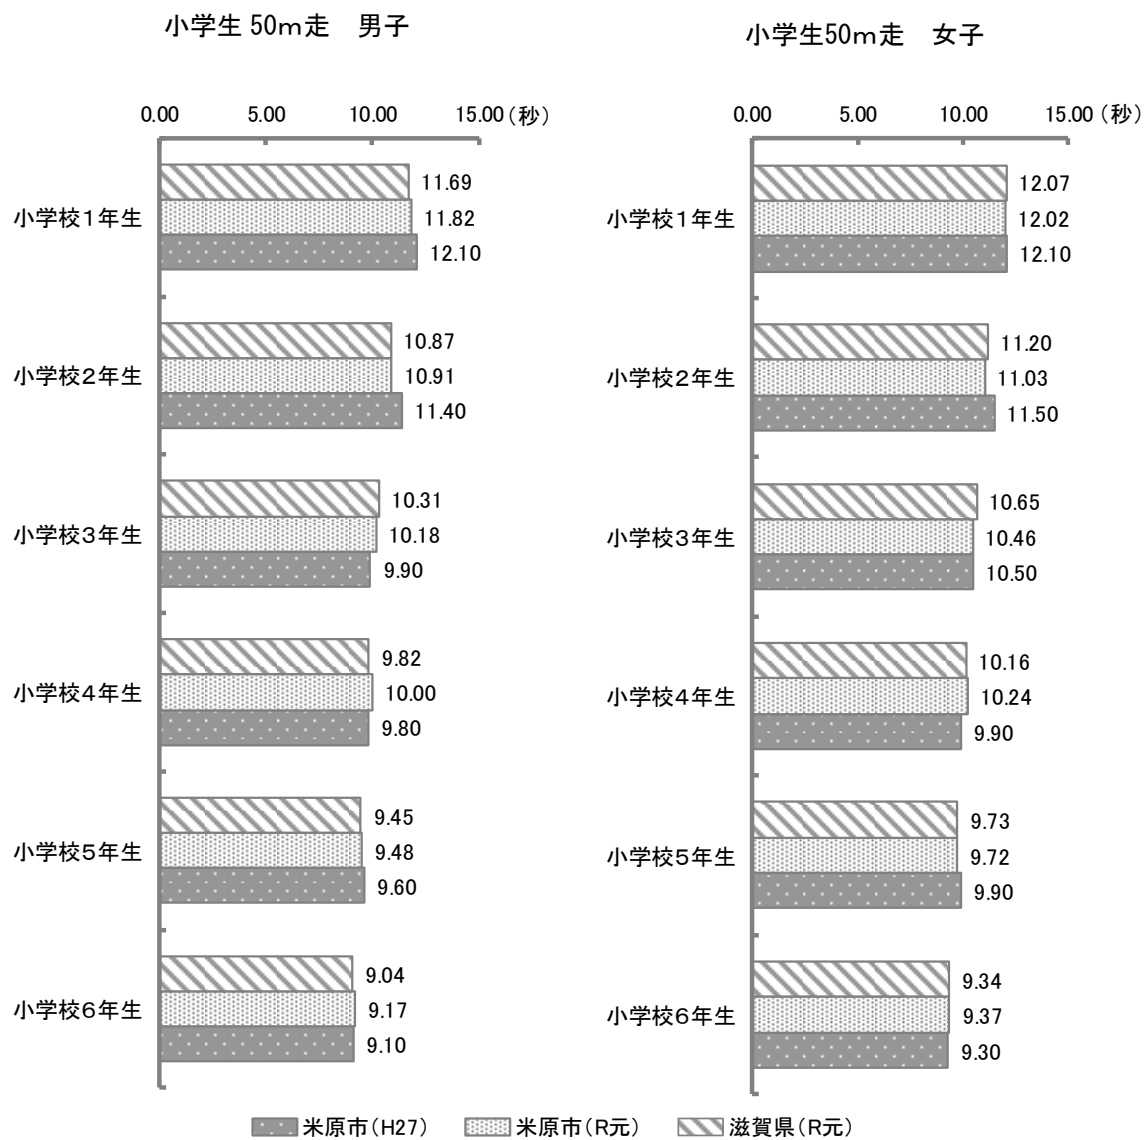 小学生 50m走　男子
0.00 5.00 10.00 15.00(秒)
小学校1年生
11.69
11.82
12.10
小学校2年生
10.87
10.91
11.40
小学校3年生
10.31
10.18
9.90
小学校4年生
9.82
10.00
9.80
小学校5年生
9.45
9.48
9.60
小学校6年生
9.04
9.17
9.10
小学生50m走　女子
0.00 5.00 10.00 15.00 (秒)
小学校1年生
12.07
12.02
12.10
小学校2年生
11.20
11.03
11.50
小学校3年生
10.65
10.46
10.50
小学校4年生
10.16
10.24
9.90
小学校5年生
9.73
9.72
9.90
小学校6年生
9.34
9.37
9.30
米原市(H27) 米原市(R元) 滋賀県(R元)